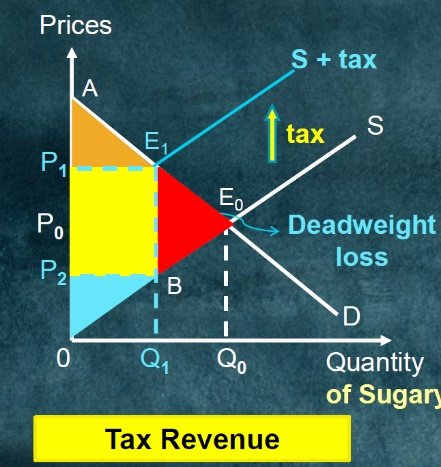 Prices
A
S + tax
E₁
tax
S
P₁
E₀
P₀
Deadweight
loss
P₂
B
D
0
Q₁
Q₀
Quantity
of Sugary
Tax Revenue